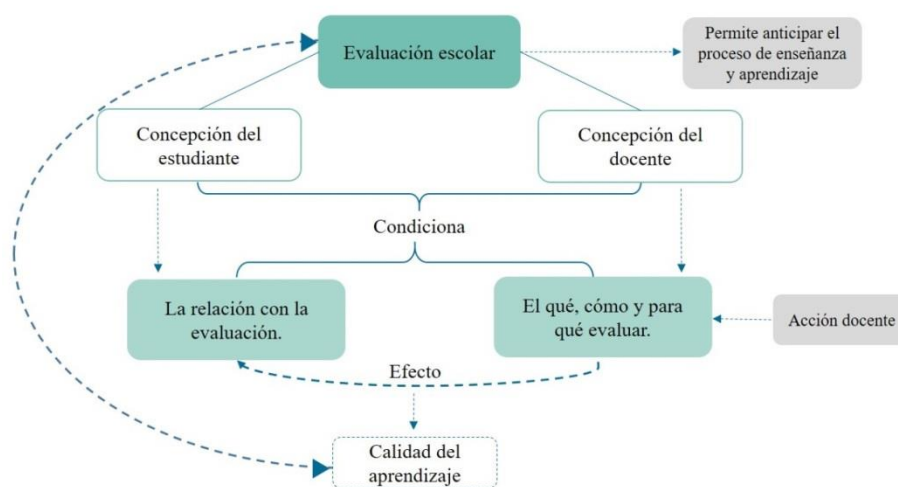 Evaluación escolar
Permite anticipar el
proceso de enseñanza
y aprendizaje
Concepción del
estudiante
Concepción del
docente
Condiciona
La relación con la
evaluación.
El qué, cómo y para
qué evaluar.
Acción docente
Efecto
Calidad del
aprendizaje